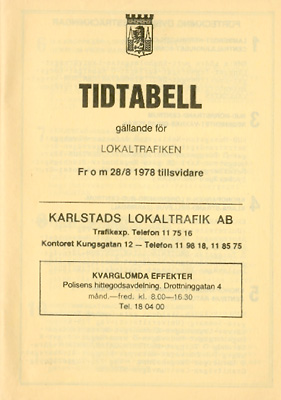 TIDTABELL
gällande för
LOKALTRAFIKEN
Fr o m 28/8 1978 tillsvidare
KARLSTADS LOKALTRAFIK AB
Trafikexp. Telefon 11 75 16
Kontoret Kungsgatan 12 — Telefon 11 98 18, 11 85 75
KVARGLÖMDA EFFEKTER
Polisens hittegodsavdelning. Drottninggatan 4
månd.—fred. kl. 8.00—16.30
Tel. 18 04 00